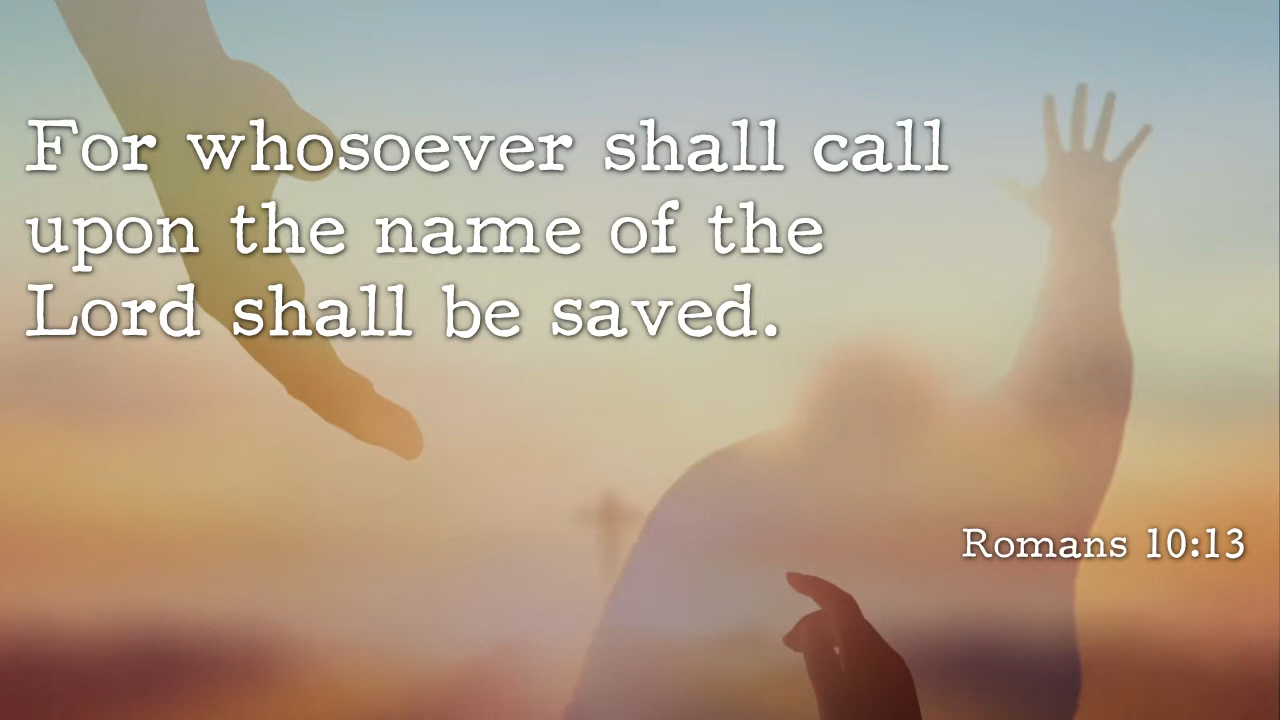 For whosoever shall call
upon the name of the
Lord shall be saved.
Romans 10:13